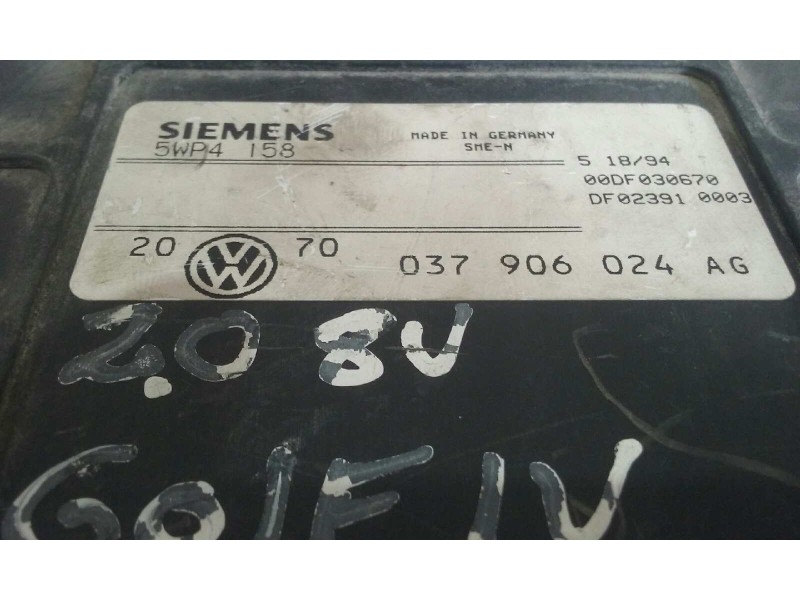 SIEMENS
MADE IN GERMANY
5WP4 158
SME-N
5 18/94
00DF030670
DF02391 0003
20 VW 70
037 906 024 AG
2.0 8V
GOLF IV